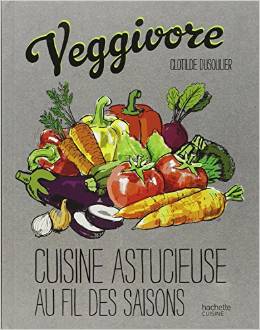 Veggivore
CLOTILDE DUSOULIER
CUISINE ASTUCIEUSE
AU FIL DES SAISONS
hachette
CUISINE